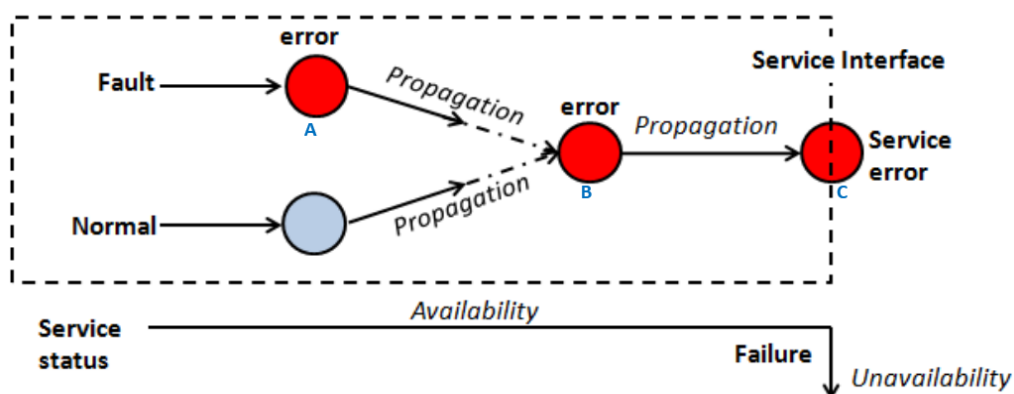 error
Service Interface
Fault
Propagation
A
error
Propagation
Service
error
B
C
Propagation
Normal
Availability
Service
status
Failure
Unavailability